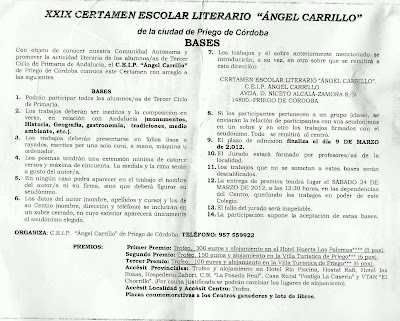 XXIX CERTAMEN ESCOLAR LITERARIO "ÁNGEL CARRILLO"
de la ciudad de Priego de Córdoba
BASES
Con objeto de conocer nuestra Comunidad Autónoma y
promover la actividad literaria de los alumnos/as de Tercer
Ciclo de Primaria de Andalucía, el C.E.I.P. "Ángel Carrillo"
de Priego de Córdoba convoca este Certamen con arreglo a
las siguientes
BASES
1. Podrán participar todos los alumnos/as de Tercer Ciclo
de Primaria.
2. Los trabajos deberán ser inéditos y la composición en
verso, en relación con Andalucía (monumentos,
Historia, Geografía, gastronomía, tradiciones, medio
ambiente, etc.).
3. Los trabajos deberán presentarse en folios lisos o
rayados, escritos por una sola cara, a mano, máquina u
ordenador.
4. Los poemas tendrán una extensión mínima de catorce
versos y máxima de cincuenta. La medida y la rima serán
a gusto del autor/a.
5. En ningún caso podrá aparecer en el trabajo el nombre
del autor/a ni su firma, sino que deberá figurar su
seudónimo.
6. Los datos del autor (nombre, apellidos y curso) y los de
su Centro (nombre, dirección y teléfono) se incluirán en
un sobre cerrado, en cuyo exterior aparecerá únicamente
el seudónimo elegido.
7. Los trabajos y el sobre anteriormente mencionado se
introducirán, a su vez, en otro sobre que se remitirá a
esta dirección:
CERTAMEN ESCOLAR LITERARIO "ÁNGEL CARRILLO".
C.E.I.P. ÁNGEL CARRILLO
AVDA. D. NICETO ALCALÁ-ZAMORA S/N
14800.-PRIEGO DE CÓRDOBA
8. Si los participantes pertenecen a un grupo (clase), se
enviará la relación de participantes con sus seudónimos
en un sobre y en otro los trabajos firmados con el
seudónimo. Todo se remitirá al centro.
9. El plazo de admisión finaliza el día 9 DE MARZO
de 2.012.
10. El Jurado estará formado por profesores/as de la
localidad.
11. Los trabajos que no se sometan a estas bases serán
descalificados.
12. La entrega de premios tendrá lugar el SÁBADO 24 DE
MARZO DE 2012, a las 12:30 horas, en las dependencias
del Centro, quedando los trabajos en poder de este
Colegio.
13. El fallo del jurado será inapelable.
14. La participación supone la aceptación de estas bases.
ORGANIZA: C.E.I.P. "Ángel Carrillo" de Priego de Córdoba. TELÉFONO: 957 559922
PREMIOS: Primer Premio: Trofeo, 300 euros y alojamiento en el Hotel Huerta Las Palomas**** (5 pax).
Segundo Premio: Trofeo, 150 euros y alojamiento en la Villa Turística de Priego*** (6 pax).
Tercer Premio: Trofeo, 100 euros y alojamiento en la Villa Turística de Priego*** (6 pax).
Accésit Provinciales: Trofeo y alojamiento en Hotel Río Piscina, Hostal Rafi, Hotel las
Rosas, Hospedería Zahorí, C.R. "La Posada Real", Casa Rural "Postigo La Casería" y VTAR "El
Chorrillo". (Por causa justificada se podrán cambiar los lugares de alojamiento).
Accésit Localidad y Accésit Centro: Trofeo.
Placas conmemorativas a los Centros ganadores y lote de libros.